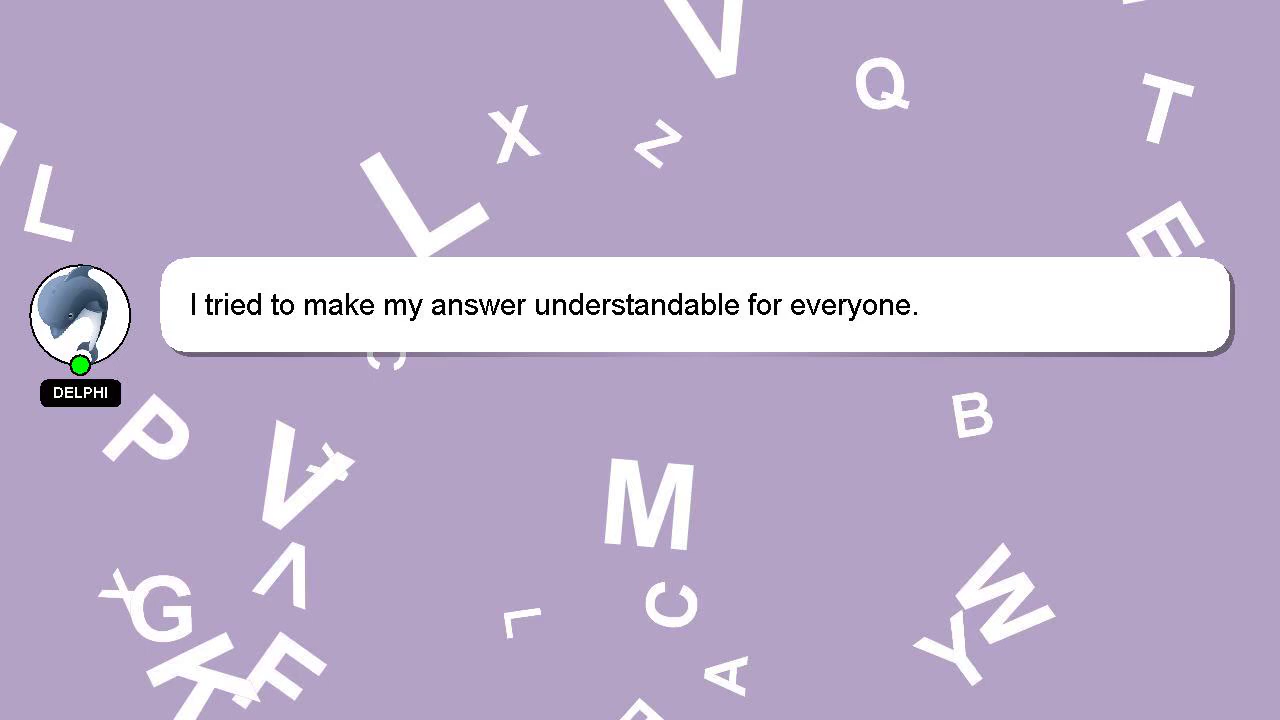 V
Q
T
X
Z
L
L
E
I tried to make my answer understandable for everyone.
C
DELPHI
B
P
V
M
V
W
X
G
L
C
Y
K
F
A